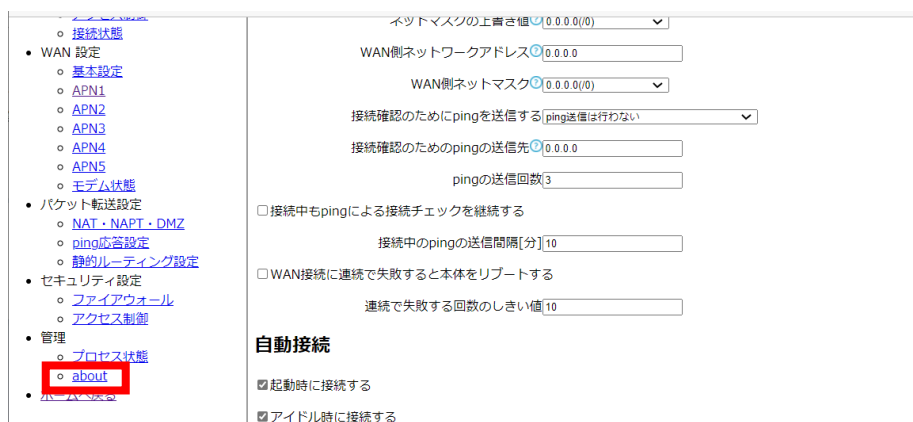 アクセス制御
接続状態
WAN 設定
基本設定
APN1
APN2
APN3
APN4
APN5
モデム状態
パケット転送設定
NAT・NAPT・DMZ
ping応答設定
静的ルーティング設定
セキュリティ設定
ファイアウォール
アクセス制御
管理
プロセス状態
about
ホームへ戻る
ネットマスクの上書き値? 0.0.0.0(/0)
WAN側ネットワークアドレス? 0.0.0.0
WAN側ネットマスク? 0.0.0.0(/0)
接続確認のためにpingを送信する ping送信は行わない
接続確認のためのpingの送信先? 0.0.0.0
pingの送信回数 3
接続中もpingによる接続チェックを継続する
接続中のpingの送信間隔[分] 10
WAN接続に連続で失敗すると本体をリブートする
連続で失敗する回数のしきい値 10
自動接続
起動時に接続する
アイドル時に接続する